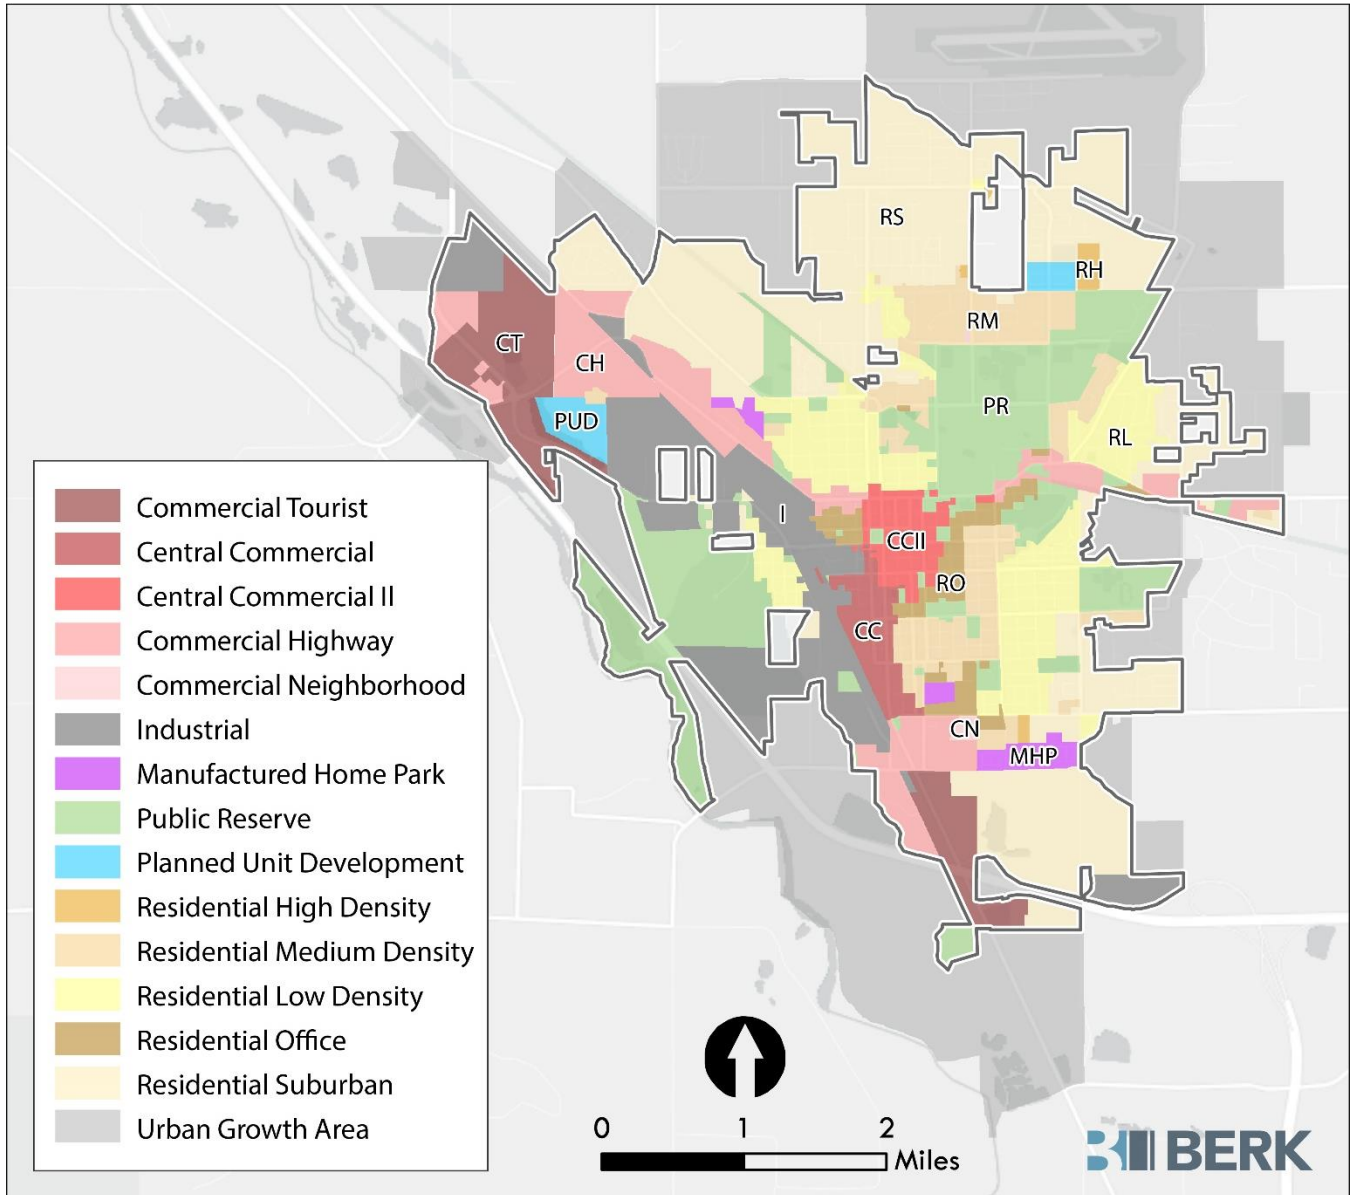 RS
RH
RM
CT
CH
PR
PUD
RL
I
CCII
RO
CC
CN
MHP
Commercial Tourist
Central Commercial
Central Commercial II
Commercial Highway
Commercial Neighborhood
Industrial
Manufactured Home Park
Public Reserve
Planned Unit Development
Residential High Density
Residential Medium Density
Residential Low Density
Residential Office
Residential Suburban
Urban Growth Area
0 1 2
Miles
BERK